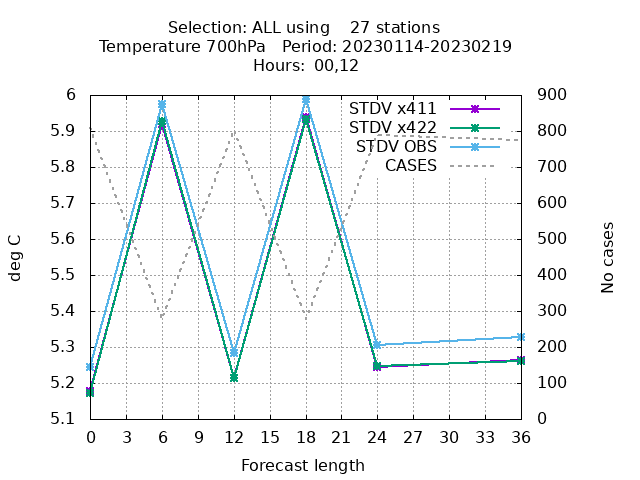 Selection: ALL using    27 stations
Temperature 700hPa   Period: 20230114-20230219
Hours:  00,12
6
5.9
5.8
5.7
5.6
5.5
5.4
5.3
5.2
5.1
900
800
700
600
500
400
300
200
100
0
STDV x411
STDV x422
STDV OBS
CASES
deg C
No cases
0 3 6 9 12 15 18 21 24 27 30 33 36
Forecast length